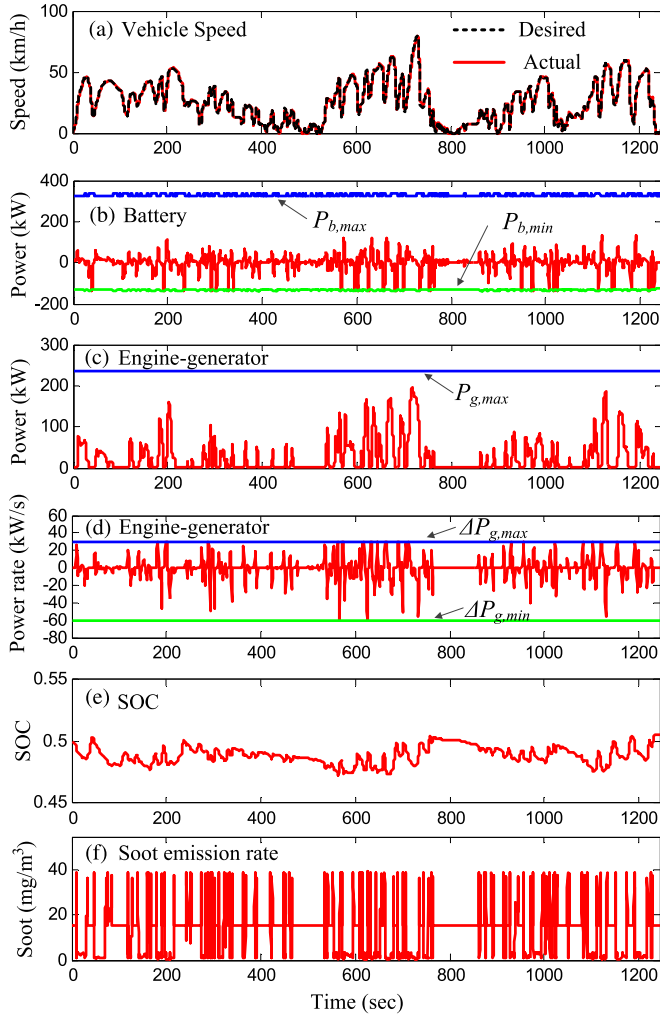 (a) Vehicle Speed
Desired
Actual
Speed (km/h)
100
50
0
0 200 400 600 800 1000 1200
(b) Battery
P_b,max
P_b,min
Power (kW)
400
200
0
-200
0 200 400 600 800 1000 1200
(c) Engine-generator
P_g,max
Power (kW)
300
200
100
0
0 200 400 600 800 1000 1200
(d) Engine-generator
ΔP_g,max
ΔP_g,min
Power rate (kW/s)
60
40
20
0
-20
-40
-60
-80
0 200 400 600 800 1000 1200
(e) SOC
SOC
0.55
0.5
0.45
0 200 400 600 800 1000 1200
(f) Soot emission rate
Soot (mg/m³)
40
20
0
0 200 400 600 800 1000 1200
Time (sec)